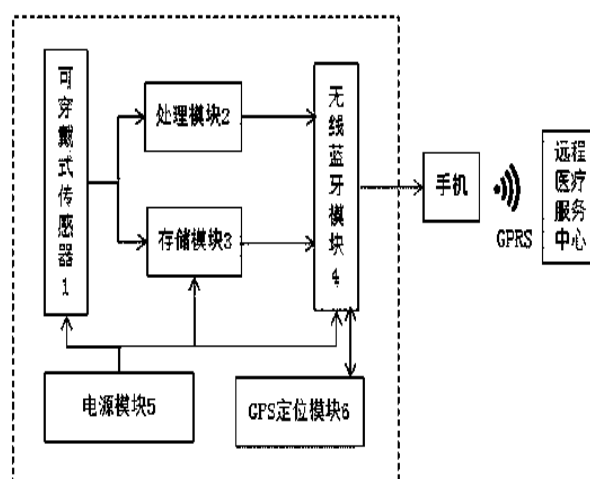 可穿戴式传感器1
处理模块2
存储模块3
无线蓝牙模块4
电源模块5
GPS定位模块6
手机
GPRS
远程
医疗
服务
中心